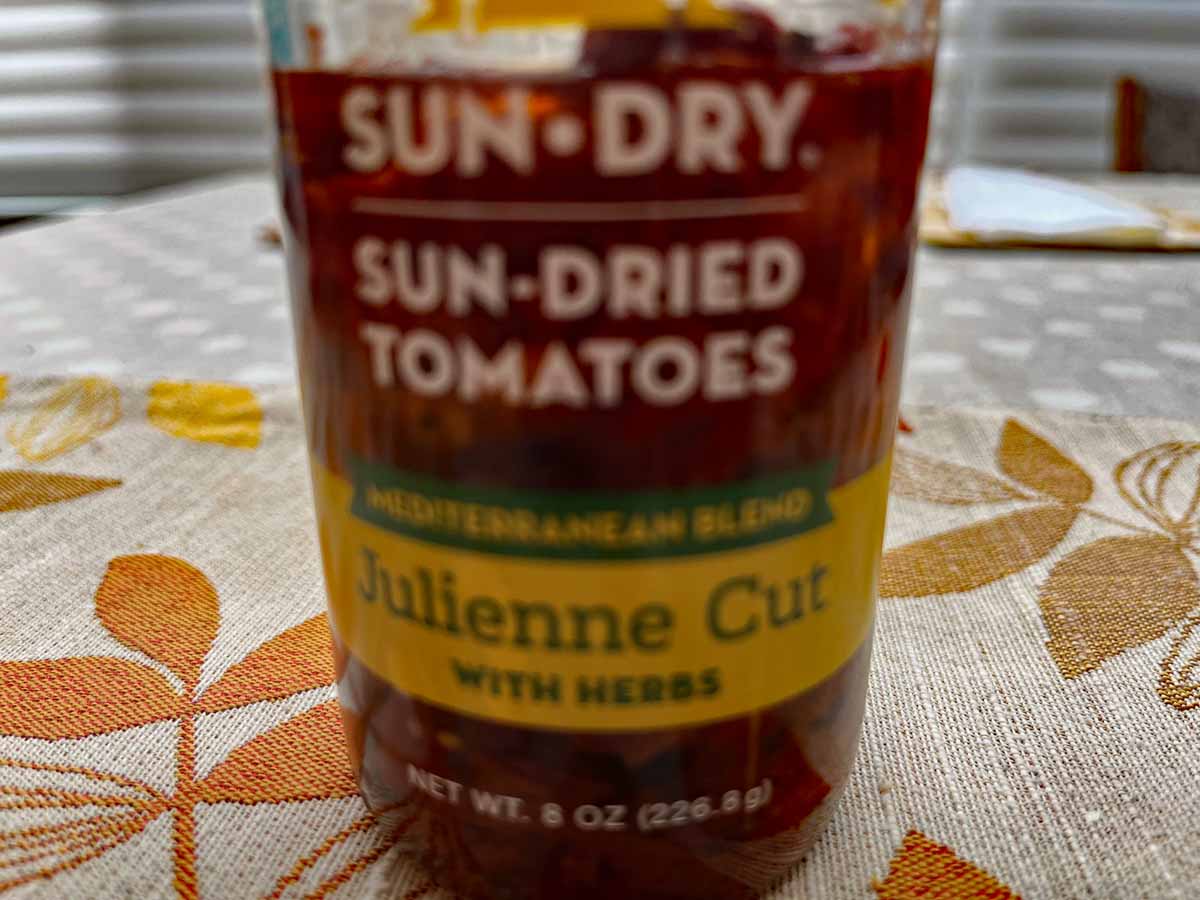 SUN•DRY.
SUN-DRIED
TOMATOES
MEDITERRANEAN BLEND
Julienne Cut
WITH HERBS
NET WT. 8 OZ (226.8g)